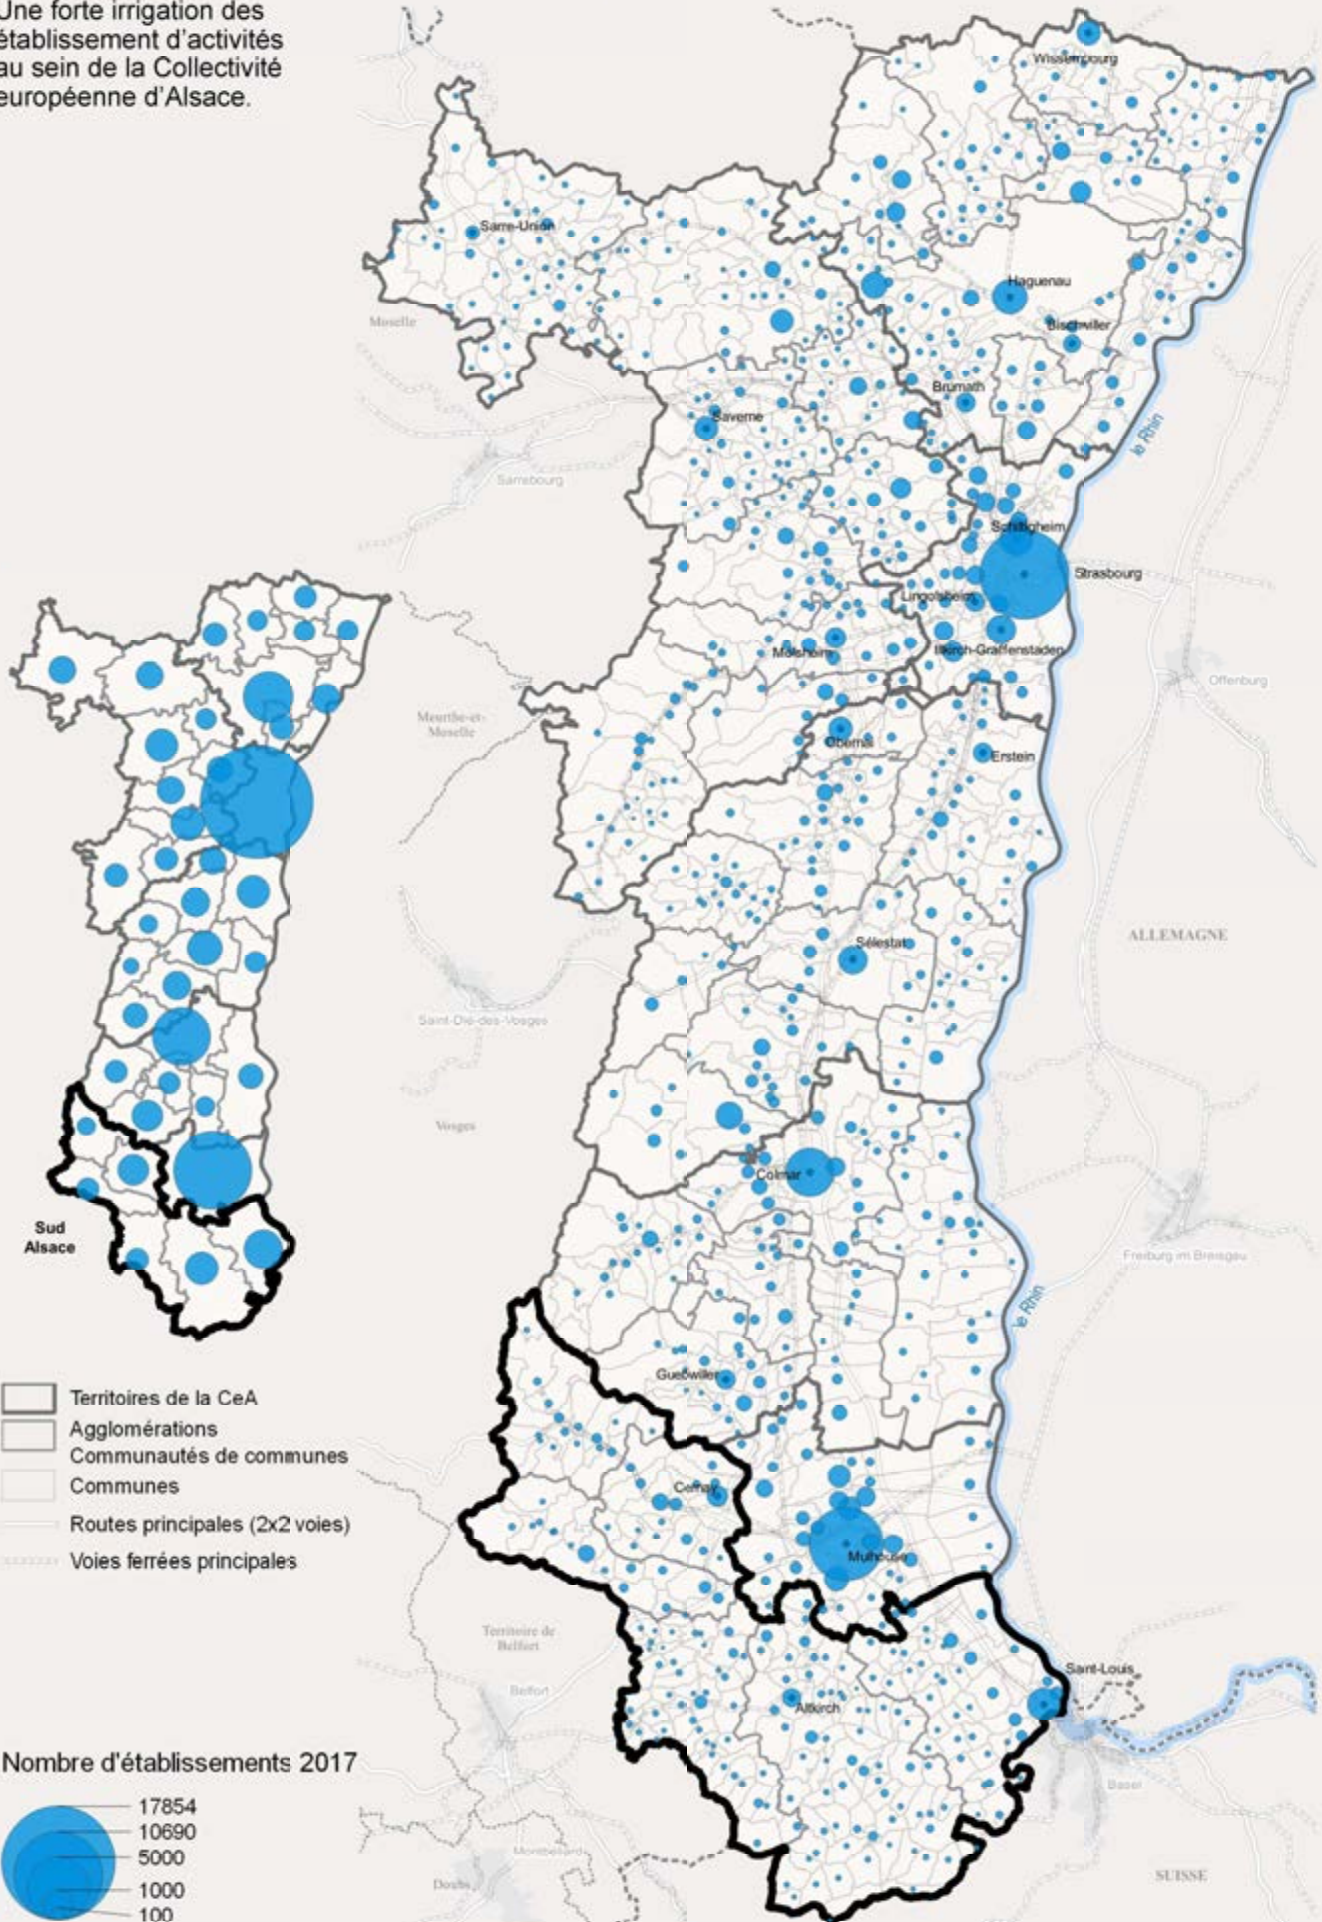 Une forte irrigation des
établissement d'activités
au sein de la Collectivité
européenne d'Alsace.
Wissembourg
Sarre-Union
Haguenau
Moselle
Bischwiller
Brumath
Saverne
le Rhin
Sarrebourg
Schiltigheim
Strasbourg
Lingolsheim
Molsheim
Illkirch-Graffenstaden
Offenburg
Meurthe-et-
Moselle
Obernai
Erstein
ALLEMAGNE
Sélestat
Saint-Dié-des-Vosges
Vosges
Colmar
Sud
Alsace
Freiburg im Breisgau
le Rhin
Guebwiller
Territoires de la CeA
Agglomérations
Communautés de communes
Communes
Routes principales (2x2 voies)
Voies ferrées principales
Cernay
Mulhouse
Territoire de
Belfort
Saint-Louis
Belfort
Altkirch
Basel
Nombre d'établissements 2017
17854
10690
5000
1000
100
Montbéliard
Doubs
SUISSE